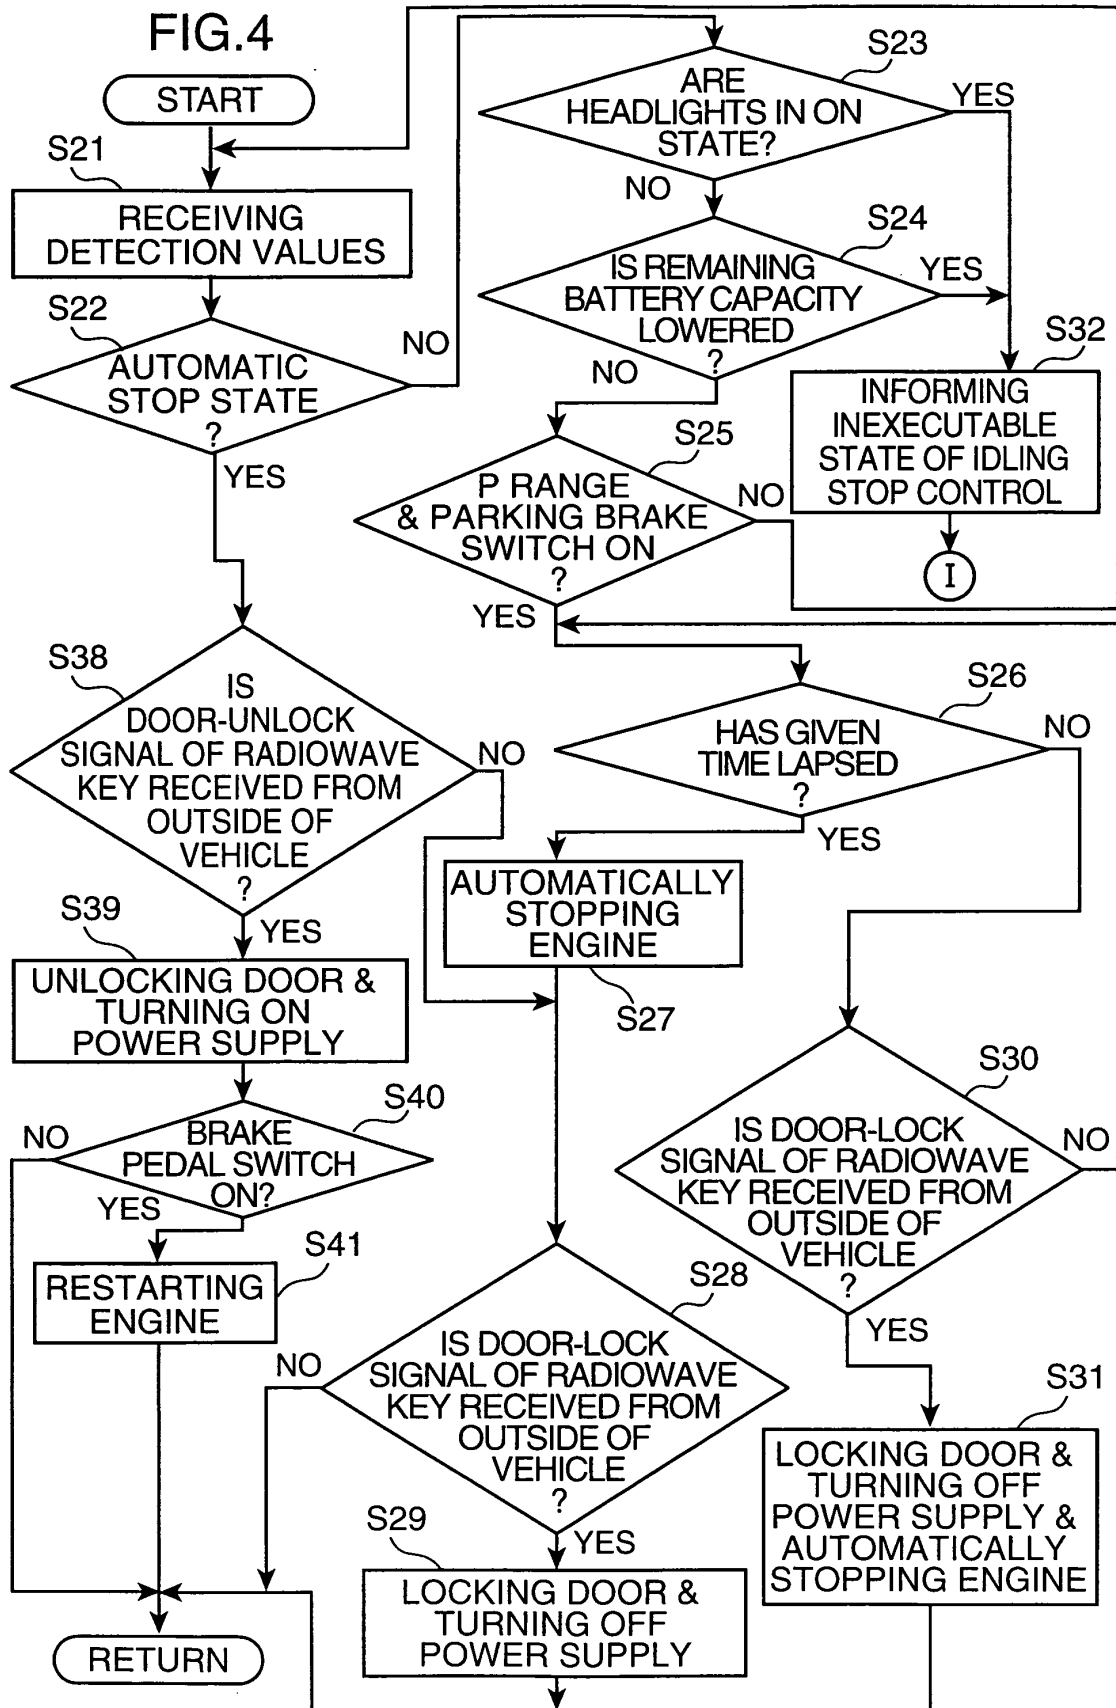 FIG.4
START
S21
RECEIVING
DETECTION VALUES
S22
AUTOMATIC
STOP STATE
?
NO
YES
S23
ARE
HEADLIGHTS IN ON
STATE?
YES
NO
S24
IS REMAINING
BATTERY CAPACITY
LOWERED
?
YES
NO
S32
INFORMING
INEXECUTABLE
STATE OF IDLING
STOP CONTROL
I
S25
P RANGE
& PARKING BRAKE
SWITCH ON
?
NO
YES
S26
HAS GIVEN
TIME LAPSED
?
NO
YES
S38
IS
DOOR-UNLOCK
SIGNAL OF RADIOWAVE
KEY RECEIVED FROM
OUTSIDE OF
VEHICLE
?
NO
YES
AUTOMATICALLY
STOPPING
ENGINE
S27
S39
UNLOCKING DOOR &
TURNING ON
POWER SUPPLY
S40
BRAKE
PEDAL SWITCH
ON?
NO
YES
S41
RESTARTING
ENGINE
S30
IS DOOR-LOCK
SIGNAL OF RADIOWAVE
KEY RECEIVED FROM
OUTSIDE OF
VEHICLE
?
NO
YES
S28
IS DOOR-LOCK
SIGNAL OF RADIOWAVE
KEY RECEIVED FROM
OUTSIDE OF
VEHICLE
?
NO
YES
S31
LOCKING DOOR &
TURNING OFF
POWER SUPPLY &
AUTOMATICALLY
STOPPING ENGINE
S29
LOCKING DOOR &
TURNING OFF
POWER SUPPLY
RETURN